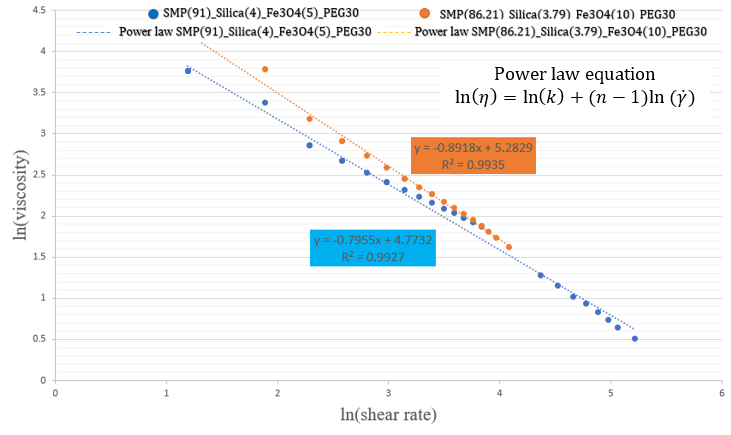 SMP(91)_Silica(4)_Fe3O4(5)_PEG30 SMP(86.21)_Silica(3.79)_Fe3O4(10)_PEG30
Power law SMP(91)_Silica(4)_Fe3O4(5)_PEG30 Power law SMP(86.21)_Silica(3.79)_Fe3O4(10)_PEG30
Power law equation
ln(η) = ln(k) + (n − 1)ln (γ̇)
y = -0.8918x + 5.2829
R² = 0.9935
y = -0.7955x + 4.7732
R² = 0.9927
ln(viscosity)
4.5
4
3.5
3
2.5
2
1.5
1
0.5
0
0 1 2 3 4 5 6
ln(shear rate)